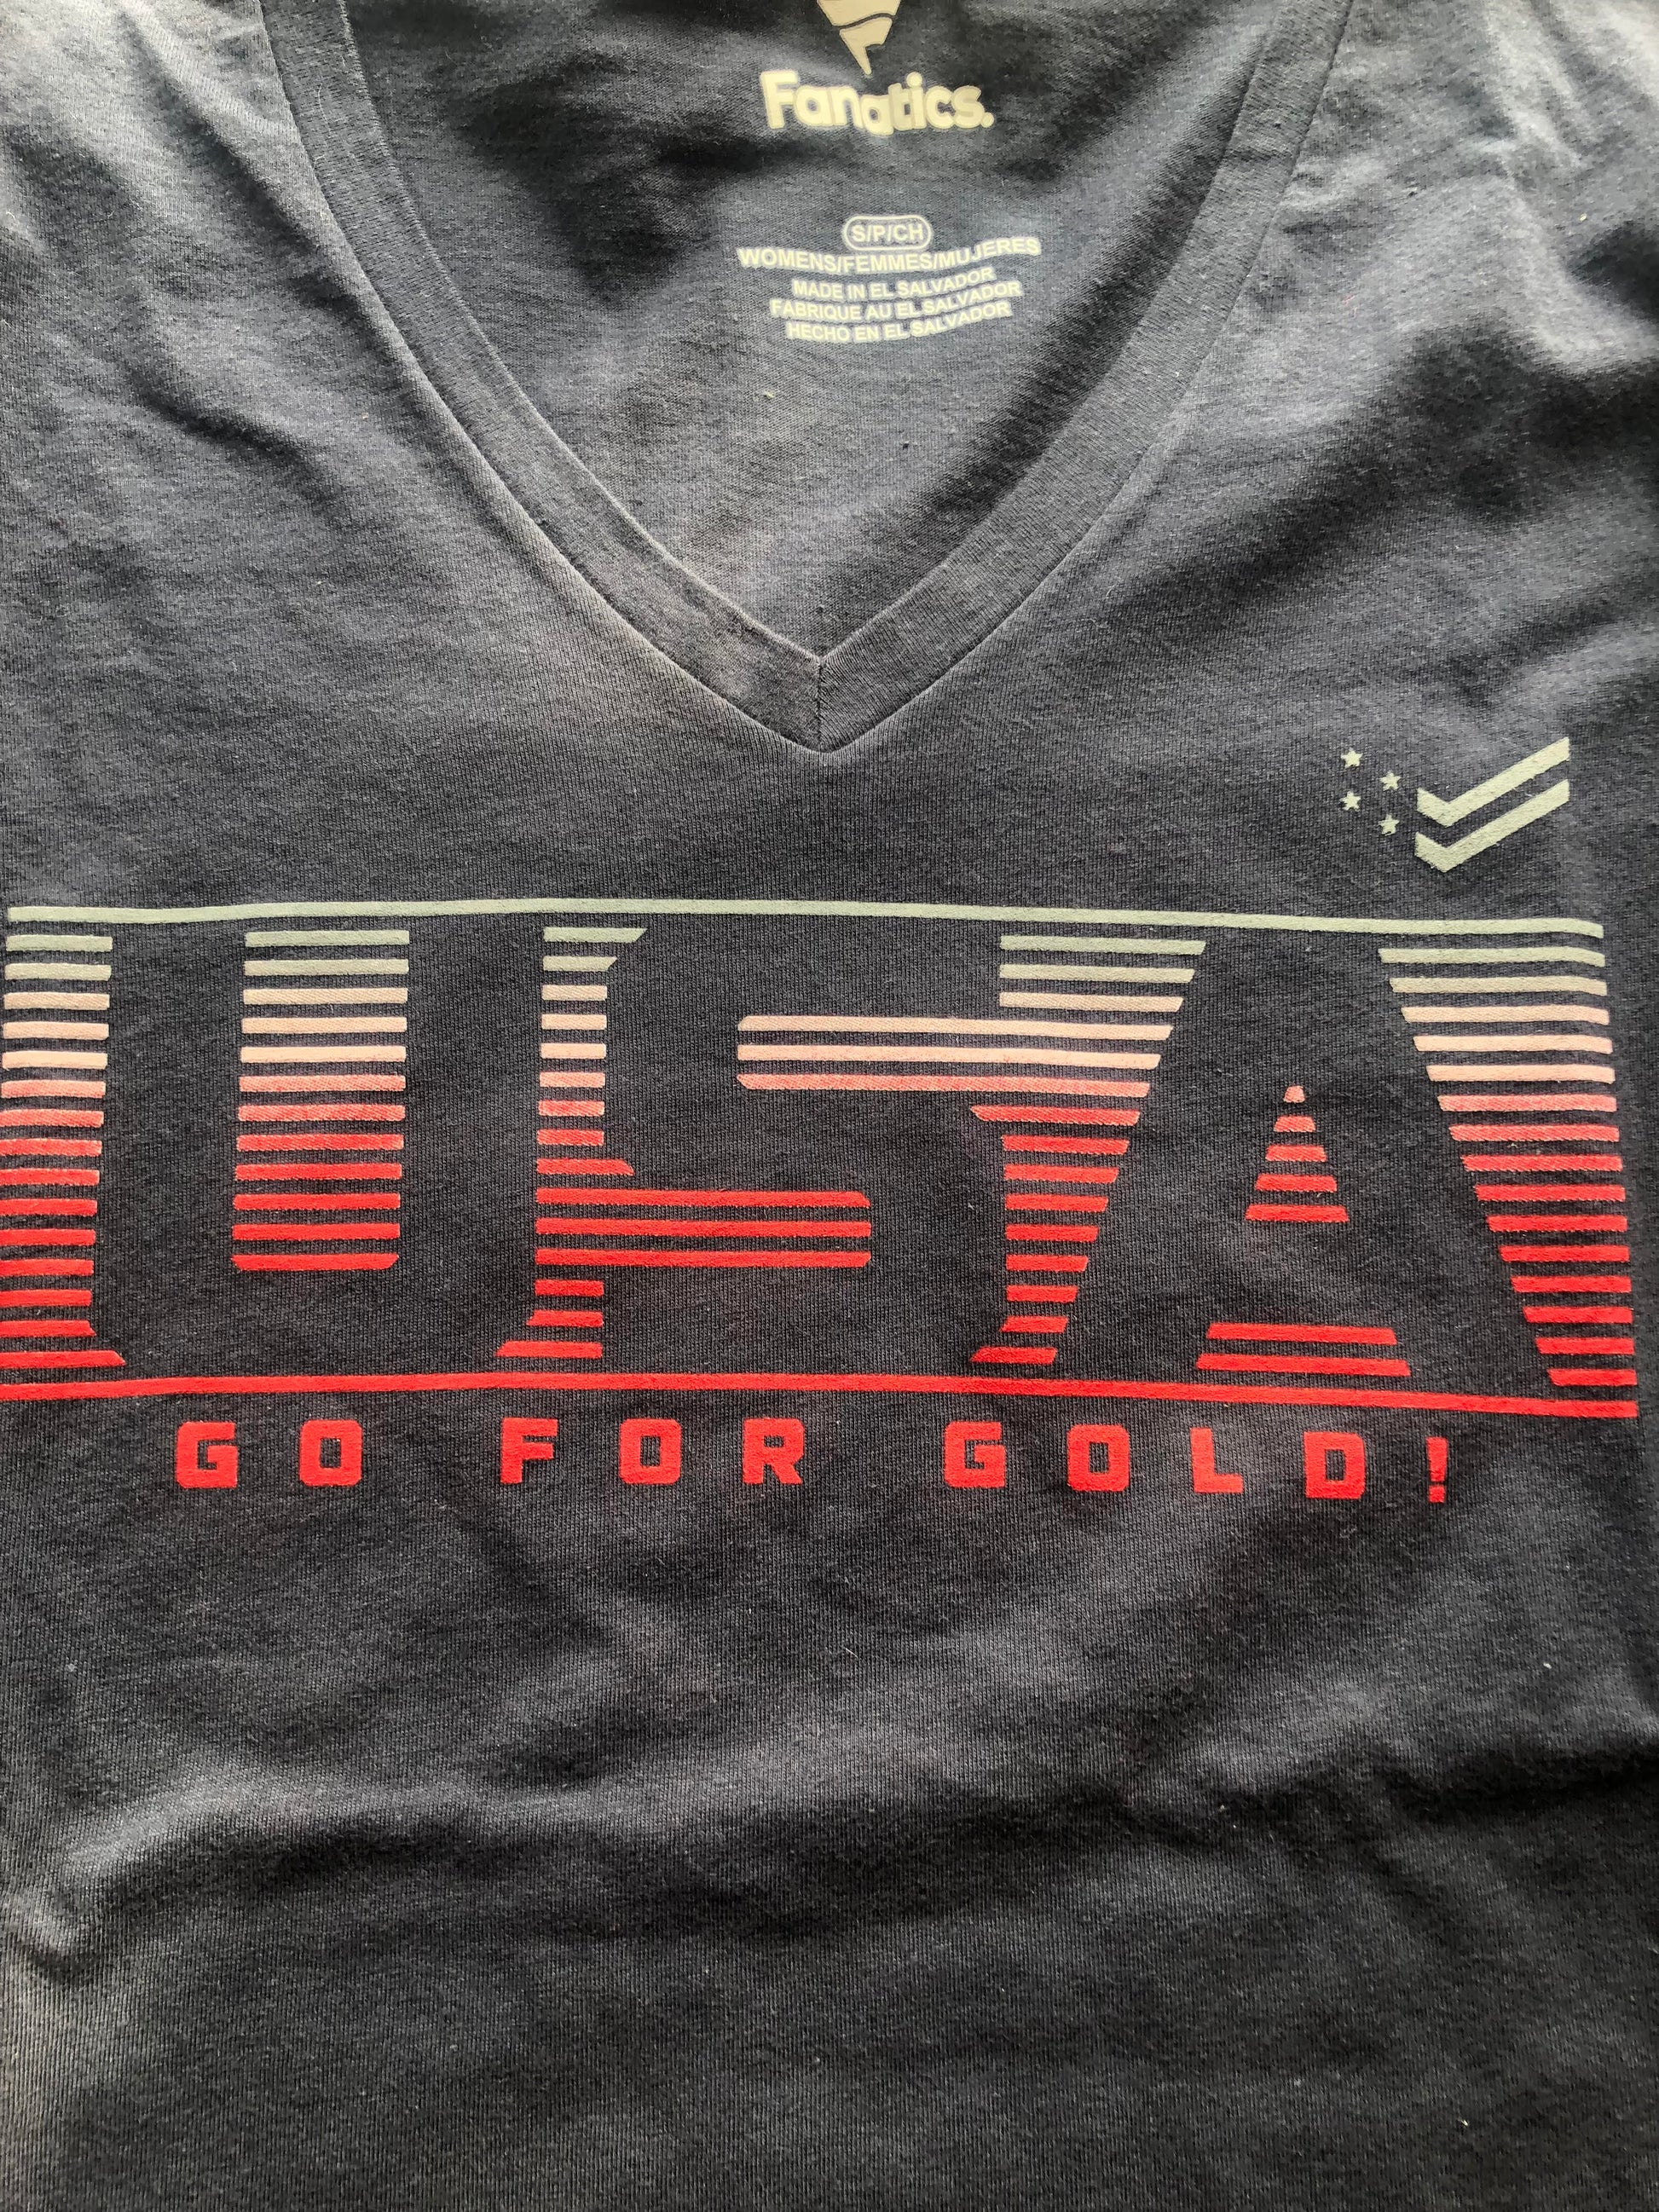 Fanatics.
S/P/CH
WOMENS/FEMMES/MUJERES
MADE IN EL SALVADOR
FABRIQUE AU EL SALVADOR
HECHO EN EL SALVADOR
USA
GO FOR GOLD!